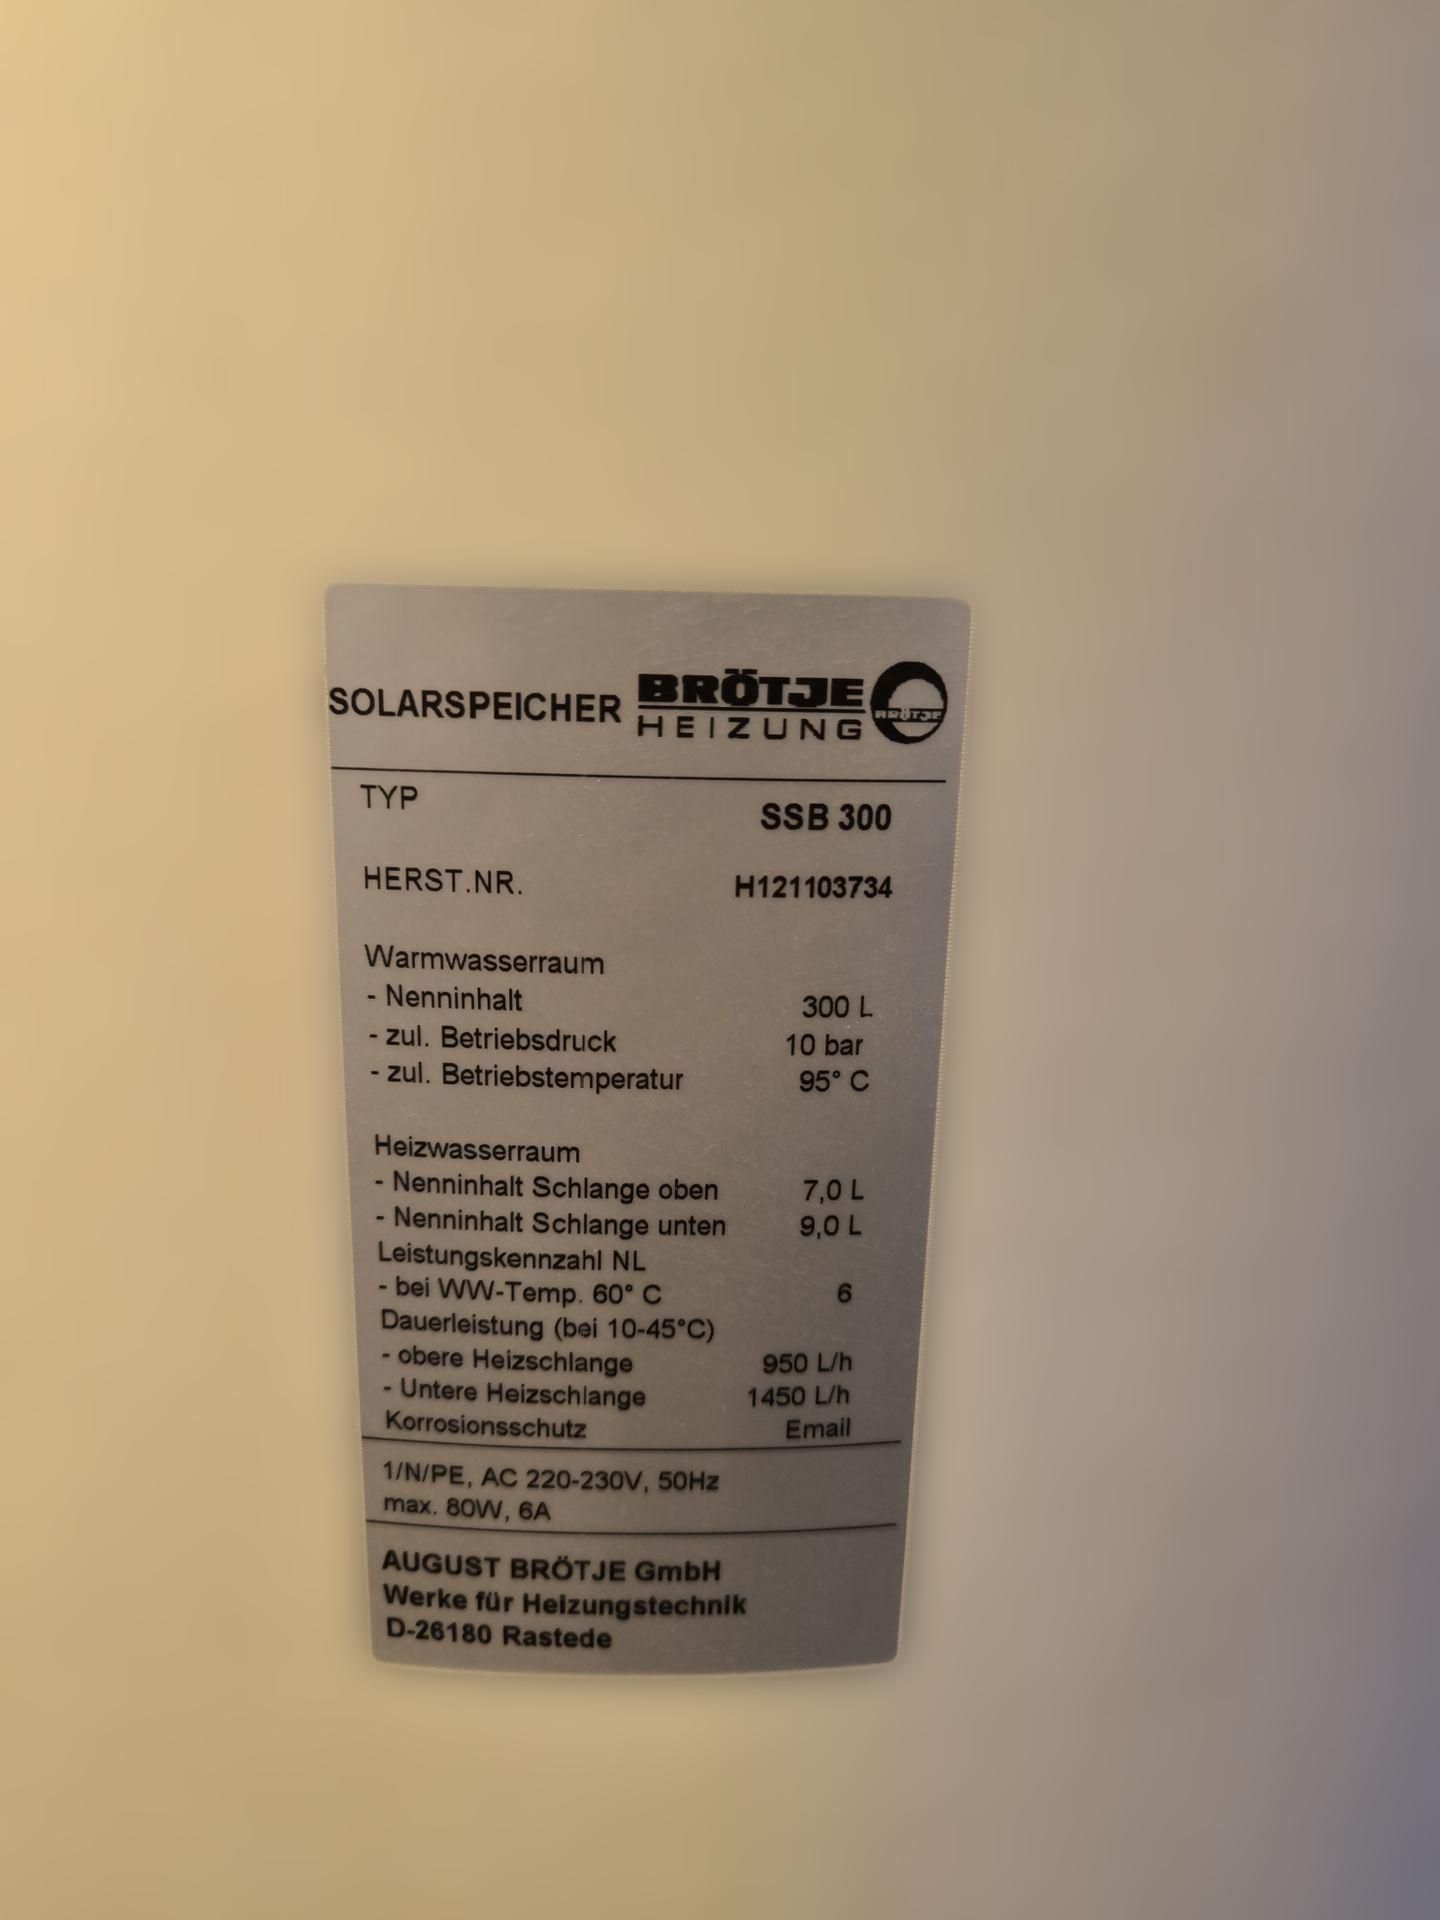 SOLARSPEICHER BRÖTJE
HEIZUNG
BRÖTJE
TYP SSB 300
HERST.NR. H121103734
Warmwasserraum
- Nenninhalt 300 L
- zul. Betriebsdruck 10 bar
- zul. Betriebstemperatur 95° C
Heizwasserraum
- Nenninhalt Schlange oben 7,0 L
- Nenninhalt Schlange unten 9,0 L
Leistungskennzahl NL
- bei WW-Temp. 60° C 6
Dauerleistung (bei 10-45°C)
- obere Heizschlange 950 L/h
- Untere Heizschlange 1450 L/h
Korrosionsschutz Email
1/N/PE, AC 220-230V, 50Hz
max. 80W, 6A
AUGUST BRÖTJE GmbH
Werke für Heizungstechnik
D-26180 Rastede